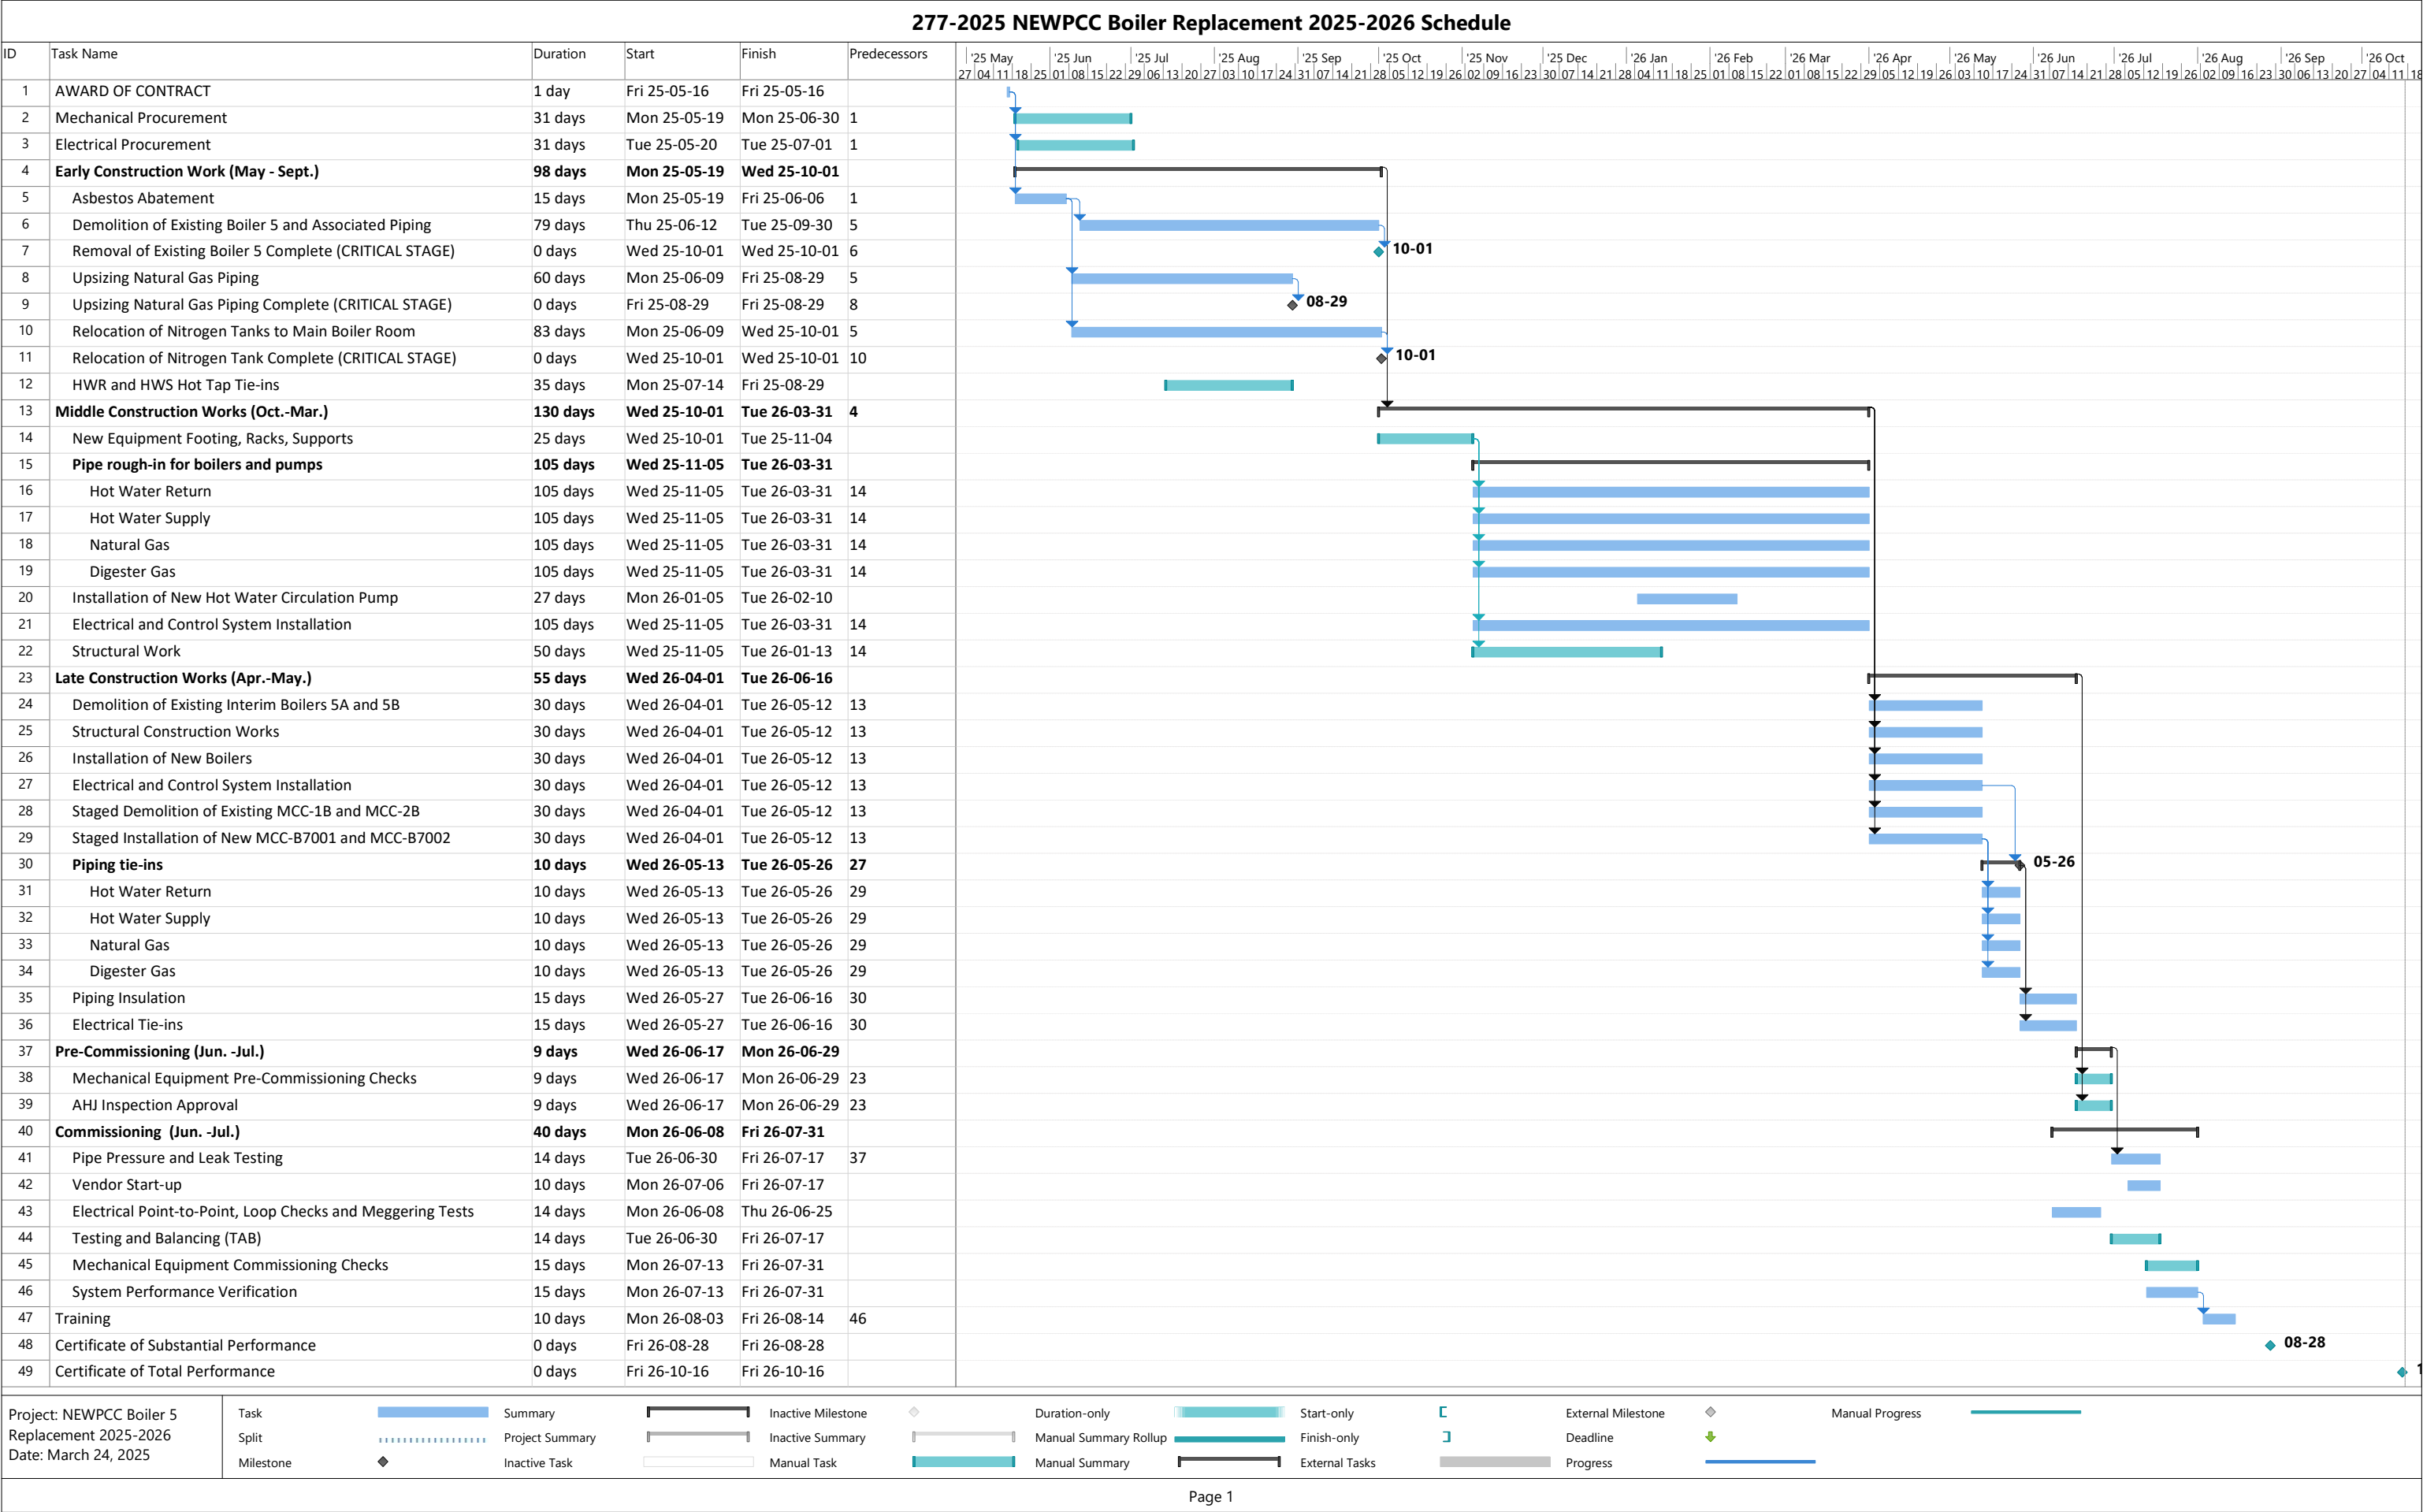 277-2025 NEWPCC Boiler Replacement 2025-2026 Schedule
ID Task Name Duration Start Finish Predecessors
'25 May '25 Jun '25 Jul '25 Aug '25 Sep '25 Oct '25 Nov '25 Dec '26 Jan '26 Feb '26 Mar '26 Apr '26 May '26 Jun '26 Jul '26 Aug '26 Sep '26 Oct
27 04 11 18 25 01 08 15 22 29 06 13 20 27 03 10 17 24 31 07 14 21 28 05 12 19 26 02 09 16 23 30 07 14 21 28 04 11 18 25 01 08 15 22 01 08 15 22 29 05 12 19 26 03 10 17 24 31 07 14 21 28 05 12 19 26 02 09 16 23 30 06 13 20 27 04 11 18
1 AWARD OF CONTRACT 1 day Fri 25-05-16 Fri 25-05-16
2 Mechanical Procurement 31 days Mon 25-05-19 Mon 25-06-30 1
3 Electrical Procurement 31 days Tue 25-05-20 Tue 25-07-01 1
4 Early Construction Work (May - Sept.) 98 days Mon 25-05-19 Wed 25-10-01
5 Asbestos Abatement 15 days Mon 25-05-19 Fri 25-06-06 1
6 Demolition of Existing Boiler 5 and Associated Piping 79 days Thu 25-06-12 Tue 25-09-30 5
7 Removal of Existing Boiler 5 Complete (CRITICAL STAGE) 0 days Wed 25-10-01 Wed 25-10-01 6 10-01
8 Upsizing Natural Gas Piping 60 days Mon 25-06-09 Fri 25-08-29 5
9 Upsizing Natural Gas Piping Complete (CRITICAL STAGE) 0 days Fri 25-08-29 Fri 25-08-29 8 08-29
10 Relocation of Nitrogen Tanks to Main Boiler Room 83 days Mon 25-06-09 Wed 25-10-01 5
11 Relocation of Nitrogen Tank Complete (CRITICAL STAGE) 0 days Wed 25-10-01 Wed 25-10-01 10 10-01
12 HWR and HWS Hot Tap Tie-ins 35 days Mon 25-07-14 Fri 25-08-29
13 Middle Construction Works (Oct.-Mar.) 130 days Wed 25-10-01 Tue 26-03-31 4
14 New Equipment Footing, Racks, Supports 25 days Wed 25-10-01 Tue 25-11-04
15 Pipe rough-in for boilers and pumps 105 days Wed 25-11-05 Tue 26-03-31
16 Hot Water Return 105 days Wed 25-11-05 Tue 26-03-31 14
17 Hot Water Supply 105 days Wed 25-11-05 Tue 26-03-31 14
18 Natural Gas 105 days Wed 25-11-05 Tue 26-03-31 14
19 Digester Gas 105 days Wed 25-11-05 Tue 26-03-31 14
20 Installation of New Hot Water Circulation Pump 27 days Mon 26-01-05 Tue 26-02-10
21 Electrical and Control System Installation 105 days Wed 25-11-05 Tue 26-03-31 14
22 Structural Work 50 days Wed 25-11-05 Tue 26-01-13 14
23 Late Construction Works (Apr.-May.) 55 days Wed 26-04-01 Tue 26-06-16
24 Demolition of Existing Interim Boilers 5A and 5B 30 days Wed 26-04-01 Tue 26-05-12 13
25 Structural Construction Works 30 days Wed 26-04-01 Tue 26-05-12 13
26 Installation of New Boilers 30 days Wed 26-04-01 Tue 26-05-12 13
27 Electrical and Control System Installation 30 days Wed 26-04-01 Tue 26-05-12 13
28 Staged Demolition of Existing MCC-1B and MCC-2B 30 days Wed 26-04-01 Tue 26-05-12 13
29 Staged Installation of New MCC-B7001 and MCC-B7002 30 days Wed 26-04-01 Tue 26-05-12 13
30 Piping tie-ins 10 days Wed 26-05-13 Tue 26-05-26 27 05-26
31 Hot Water Return 10 days Wed 26-05-13 Tue 26-05-26 29
32 Hot Water Supply 10 days Wed 26-05-13 Tue 26-05-26 29
33 Natural Gas 10 days Wed 26-05-13 Tue 26-05-26 29
34 Digester Gas 10 days Wed 26-05-13 Tue 26-05-26 29
35 Piping Insulation 15 days Wed 26-05-27 Tue 26-06-16 30
36 Electrical Tie-ins 15 days Wed 26-05-27 Tue 26-06-16 30
37 Pre-Commissioning (Jun. -Jul.) 9 days Wed 26-06-17 Mon 26-06-29
38 Mechanical Equipment Pre-Commissioning Checks 9 days Wed 26-06-17 Mon 26-06-29 23
39 AHJ Inspection Approval 9 days Wed 26-06-17 Mon 26-06-29 23
40 Commissioning (Jun. -Jul.) 40 days Mon 26-06-08 Fri 26-07-31
41 Pipe Pressure and Leak Testing 14 days Tue 26-06-30 Fri 26-07-17 37
42 Vendor Start-up 10 days Mon 26-07-06 Fri 26-07-17
43 Electrical Point-to-Point, Loop Checks and Meggering Tests 14 days Mon 26-06-08 Thu 26-06-25
44 Testing and Balancing (TAB) 14 days Tue 26-06-30 Fri 26-07-17
45 Mechanical Equipment Commissioning Checks 15 days Mon 26-07-13 Fri 26-07-31
46 System Performance Verification 15 days Mon 26-07-13 Fri 26-07-31
47 Training 10 days Mon 26-08-03 Fri 26-08-14 46
48 Certificate of Substantial Performance 0 days Fri 26-08-28 Fri 26-08-28 08-28
49 Certificate of Total Performance 0 days Fri 26-10-16 Fri 26-10-16
Project: NEWPCC Boiler 5
Replacement 2025-2026
Date: March 24, 2025
Task Summary Inactive Milestone Duration-only Start-only External Milestone Manual Progress
Split Project Summary Inactive Summary Manual Summary Rollup Finish-only Deadline
Milestone Inactive Task Manual Task Manual Summary External Tasks Progress
Page 1